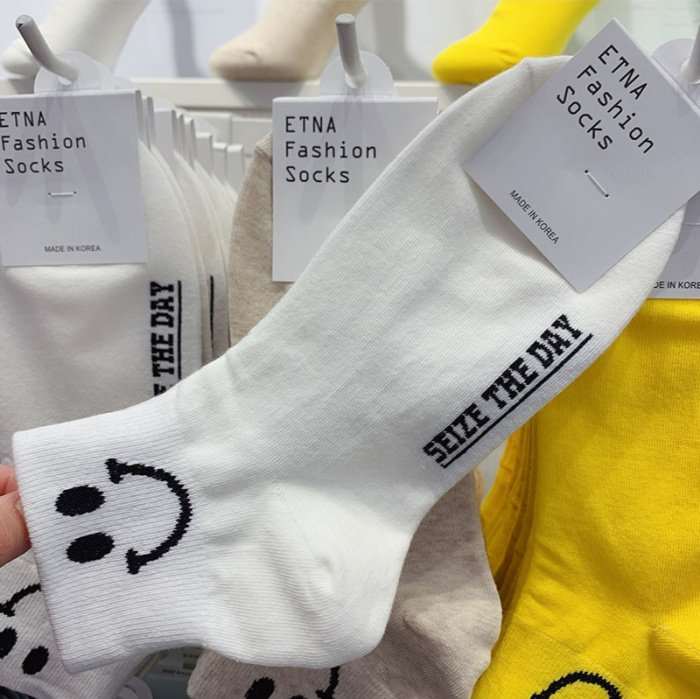 ETNA
Fashion
Socks
MADE IN KOREA
ETNA
Fashion
Socks
ETNA
Fashion
Socks
MADE IN KOREA
THE DAY
SEIZE THE DAY